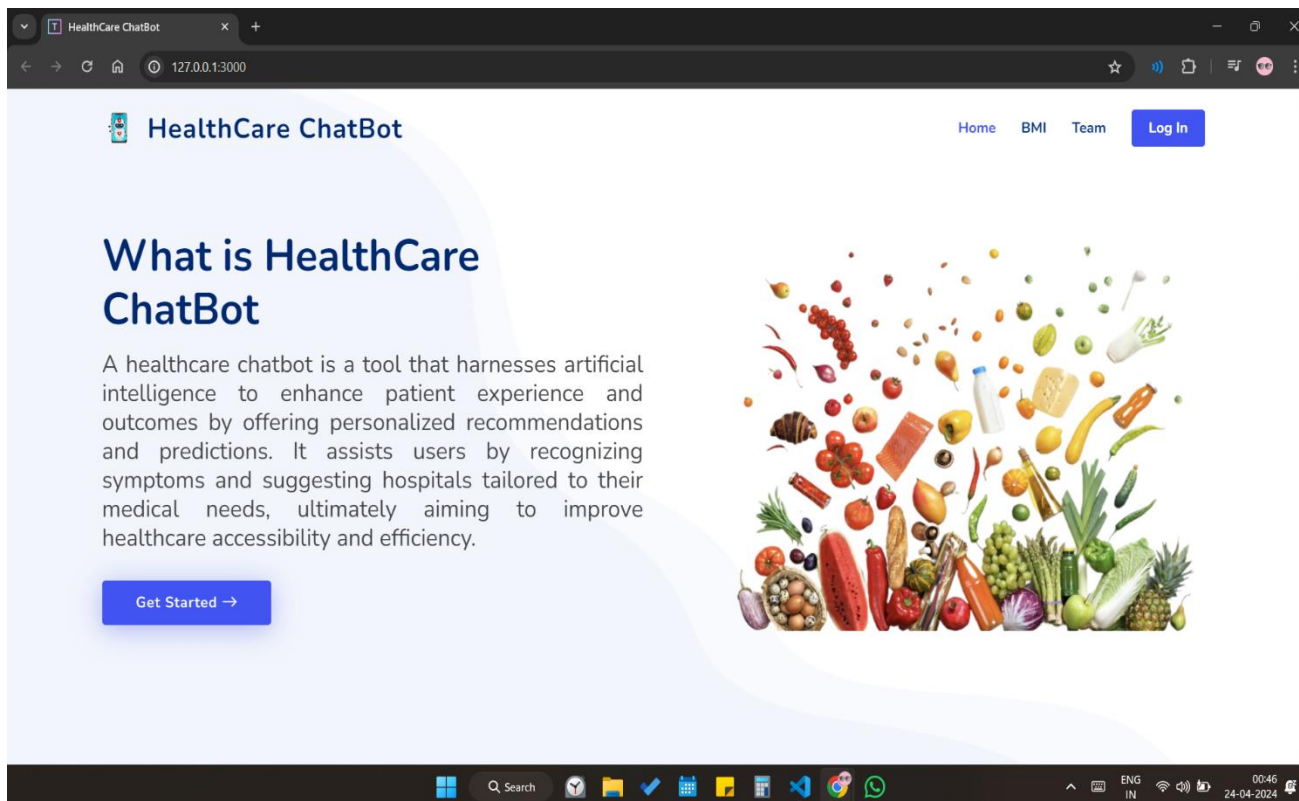 T HealthCare ChatBot
127.0.0.1:3000
HealthCare ChatBot
Home BMI Team Log In
What is HealthCare
ChatBot
A healthcare chatbot is a tool that harnesses artificial
intelligence to enhance patient experience and
outcomes by offering personalized recommendations
and predictions. It assists users by recognizing
symptoms and suggesting hospitals tailored to their
medical needs, ultimately aiming to improve
healthcare accessibility and efficiency.
Get Started →
Search
ENG
IN
00:46
24-04-2024